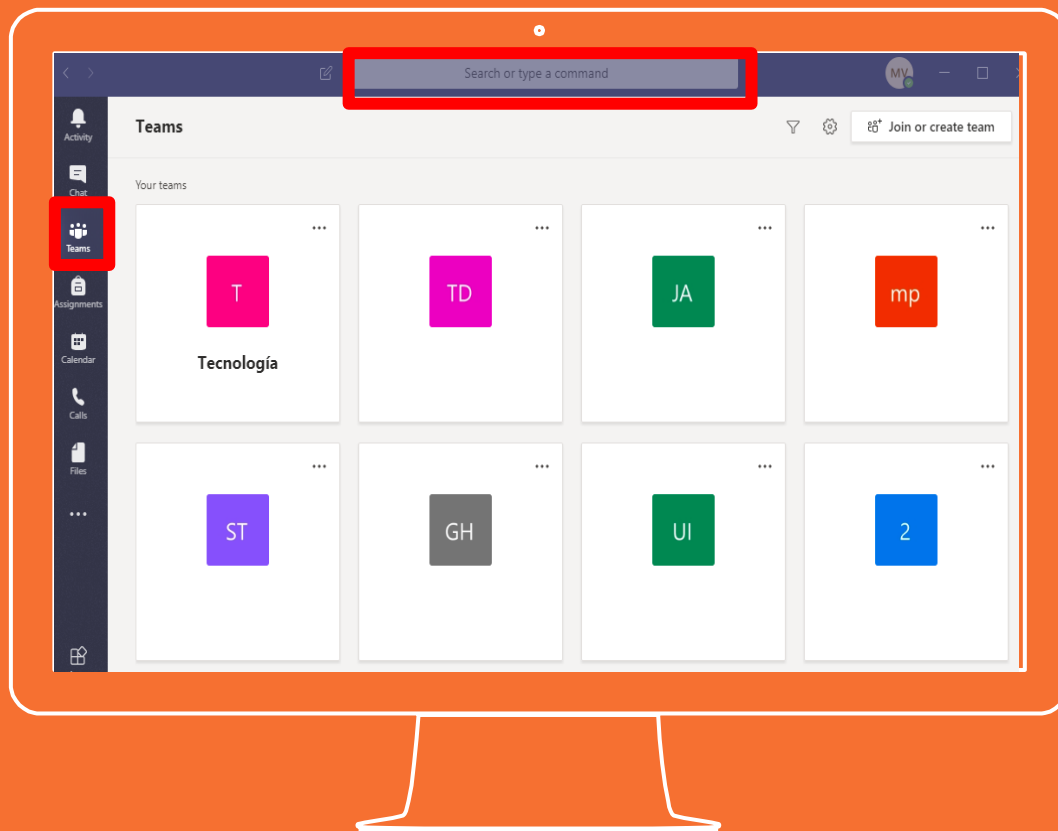 Search or type a command
MV
Activity
Chat
Teams
Assignments
Calendar
Calls
Files
Teams
Join or create team
Your teams
T
Tecnología
TD
JA
mp
ST
GH
UI
2